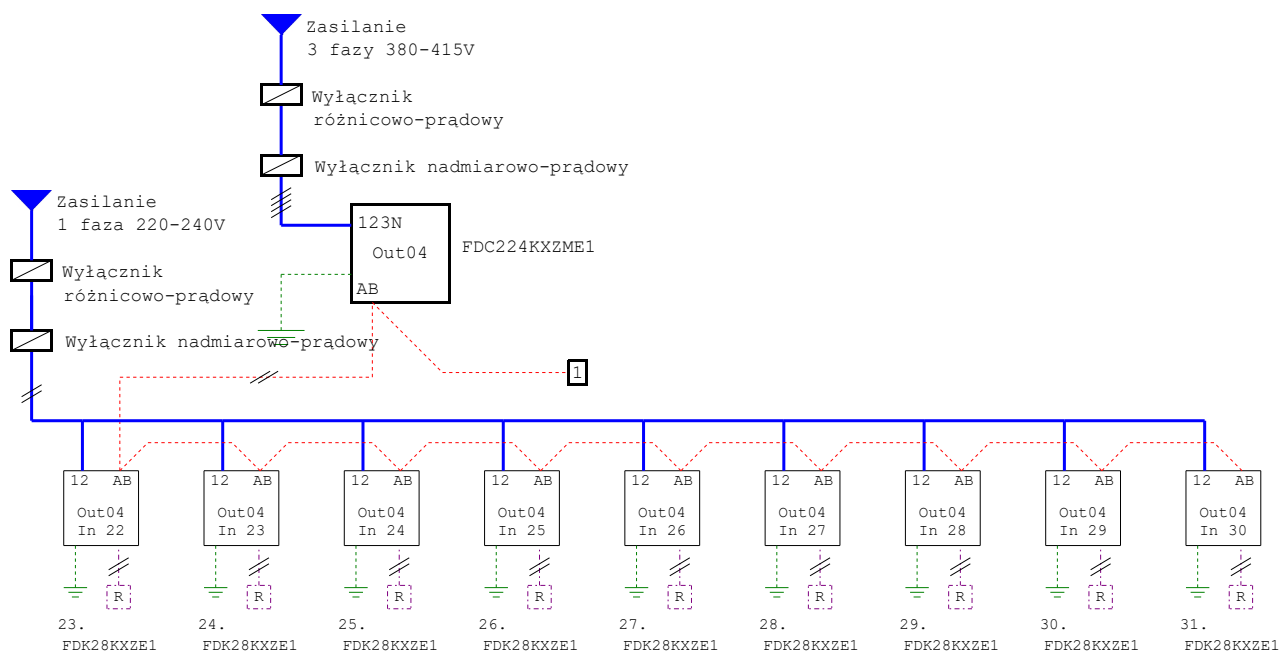 Zasilanie
3 fazy 380-415V
Wyłącznik
różnicowo-prądowy
Wyłącznik nadmiarowo-prądowy
Zasilanie
1 faza 220-240V
123N
Out04
AB
FDC224KXZME1
Wyłącznik
różnicowo-prądowy
Wyłącznik nadmiarowo-prądowy
1
12 AB 12 AB 12 AB 12 AB 12 AB 12 AB 12 AB 12 AB 12 AB
Out04 Out04 Out04 Out04 Out04 Out04 Out04 Out04 Out04
In 22 In 23 In 24 In 25 In 26 In 27 In 28 In 29 In 30
R R R R R R R R R
23. 24. 25. 26. 27. 28. 29. 30. 31.
FDK28KXZE1 FDK28KXZE1 FDK28KXZE1 FDK28KXZE1 FDK28KXZE1 FDK28KXZE1 FDK28KXZE1 FDK28KXZE1 FDK28KXZE1